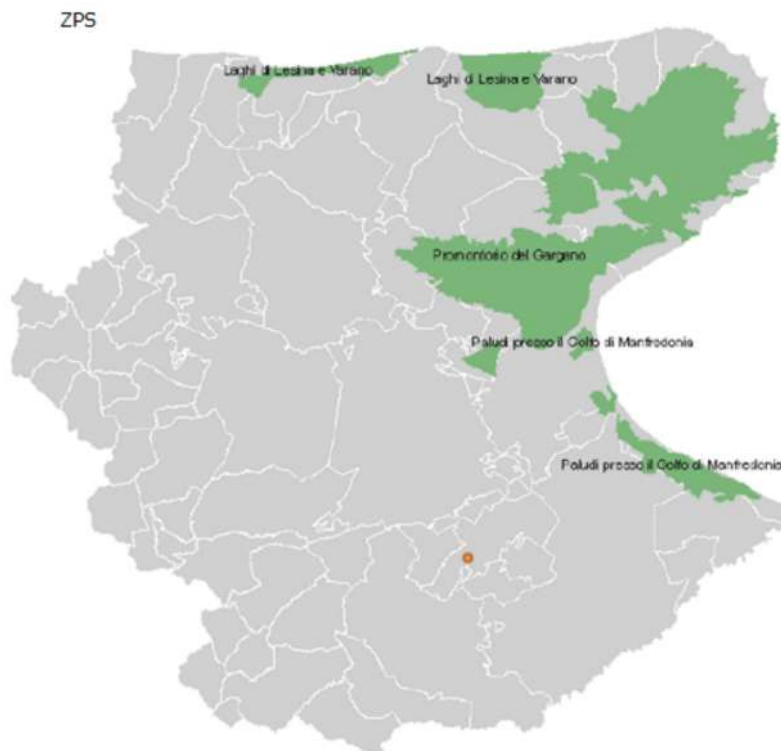 ZPS
Laghi di Lesina e Varano
Laghi di Lesina e Varano
Promontorio del Gargano
Paludi presso il Golfo di Manfredonia
Paludi presso il Golfo di Manfredonia